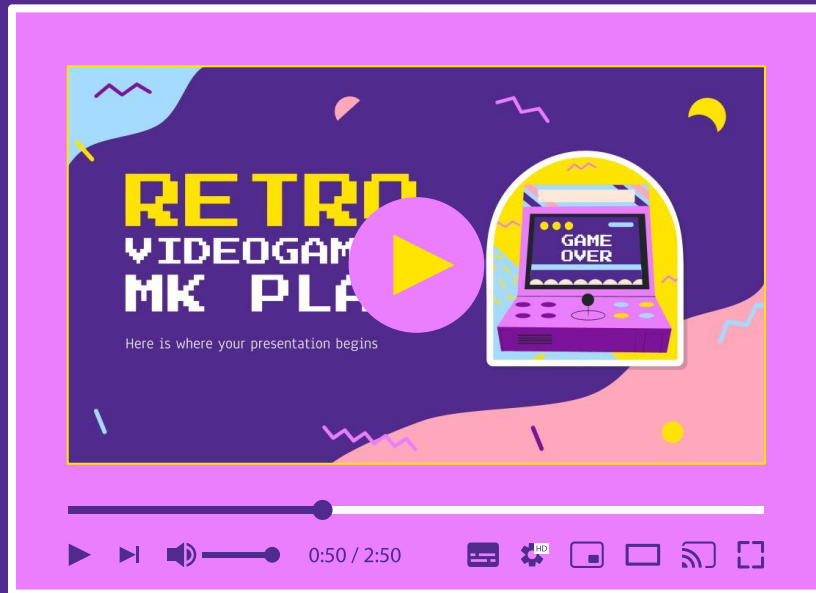 RETRO
VIDEOGAM
MK PLA
Here is where your presentation begins
GAME
OVER
0:50 / 2:50
HD